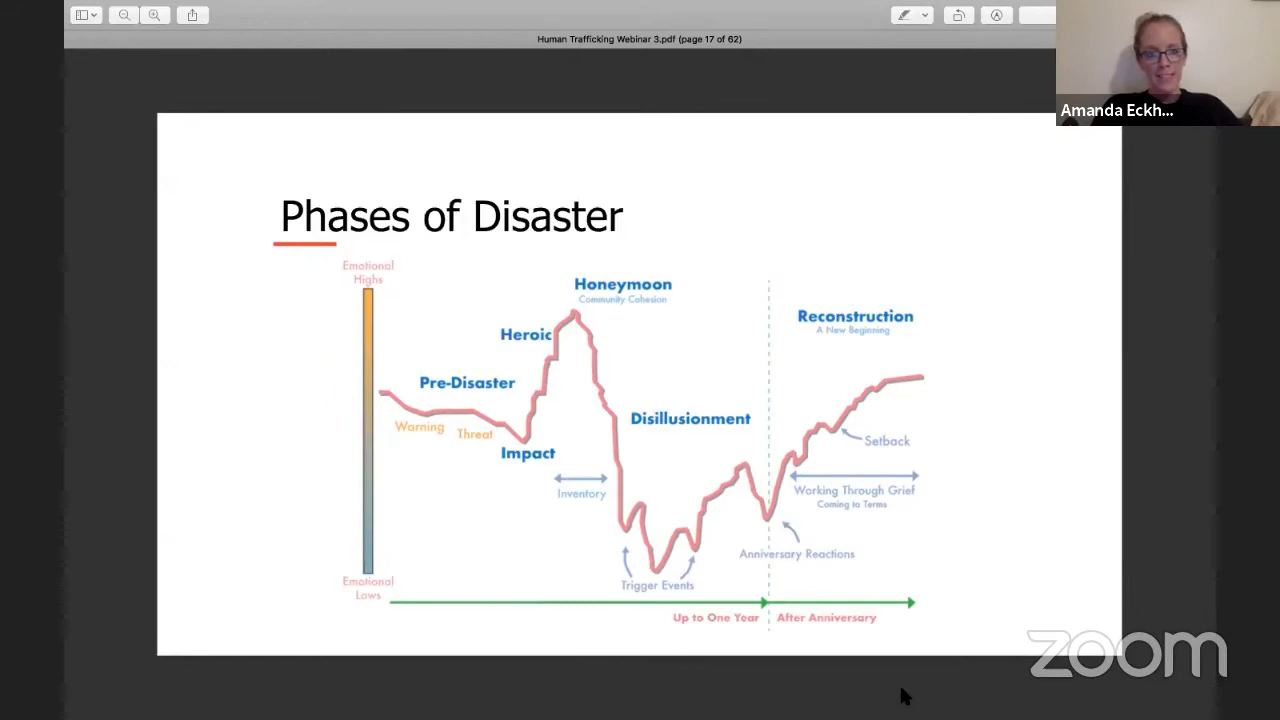 Human Trafficking Webinar 3.pdf (page 17 of 62)
Amanda Eckh...
Phases of Disaster
Emotional
Highs
Honeymoon
Community Cohesion
Heroic
Reconstruction
A New Beginning
Pre-Disaster
Warning
Threat
Disillusionment
Impact
Setback
Inventory
Working Through Grief
Coming to Terms
Anniversary Reactions
Trigger Events
Emotional
Lows
Up to One Year
After Anniversary
zoom